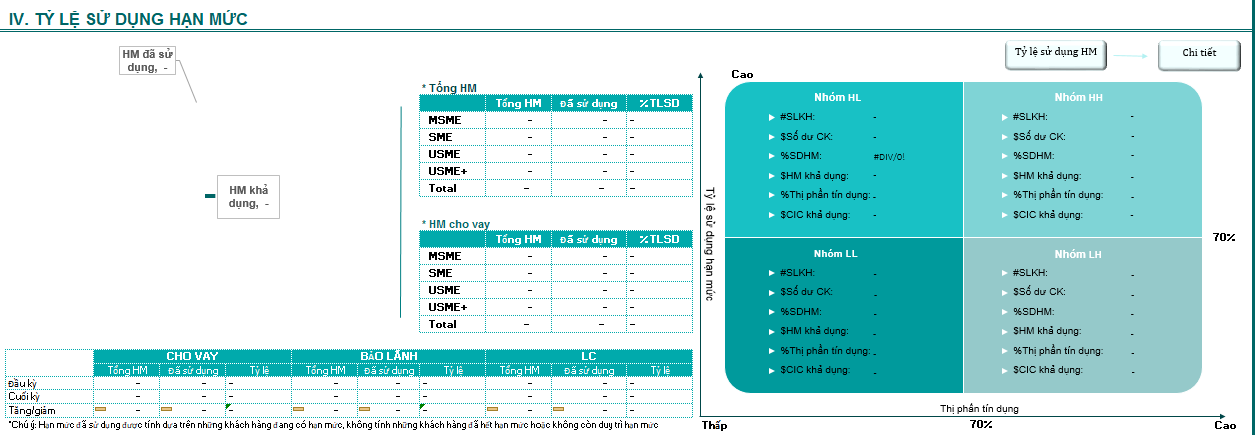 IV. TỶ LỆ SỬ DỤNG HẠN MỨC
HM đã sử
dụng, -
HM khả
dụng, -
* Tổng HM
Tổng HM Đã sử dụng %TLSD
MSME - - -
SME - - -
USME - - -
USME+ - - -
Total - - -
* HM cho vay
Tổng HM Đã sử dụng %TLSD
MSME - - -
SME - - -
USME - - -
USME+ - - -
Total - - -
Tỷ lệ sử dụng HM
Chi tiết
Cao
Tỷ lệ sử dụng hạn mức
Nhóm HL
#SLKH: -
$Số dư CK: -
%SDHM: #DIV/0!
$HM khả dụng: -
%Thị phần tín dụng: -
$CIC khả dụng: -
Nhóm HH
#SLKH: -
$Số dư CK: -
%SDHM: -
$HM khả dụng: -
%Thị phần tín dụng: -
$CIC khả dụng: -
70%
Nhóm LL
#SLKH: -
$Số dư CK: -
%SDHM: -
$HM khả dụng: -
%Thị phần tín dụng: -
$CIC khả dụng: -
Nhóm LH
#SLKH: -
$Số dư CK: -
%SDHM: -
$HM khả dụng: -
%Thị phần tín dụng: -
$CIC khả dụng: -
Thị phần tín dụng
Thấp 70% Cao
CHO VAY BẢO LÃNH LC
Tổng HM Đã sử dụng Tỷ lệ Tổng HM Đã sử dụng Tỷ lệ Tổng HM Đã sử dụng Tỷ lệ
Đầu kỳ - - - - - - - - -
Cuối kỳ - - - - - - - - -
Tăng/giảm - - - - - - - - -
*Chú ý: Hạn mức đã sử dụng được tính dựa trên những khách hàng đang có hạn mức, không tính những khách hàng đã hết hạn mức hoặc không còn duy trì hạn mức